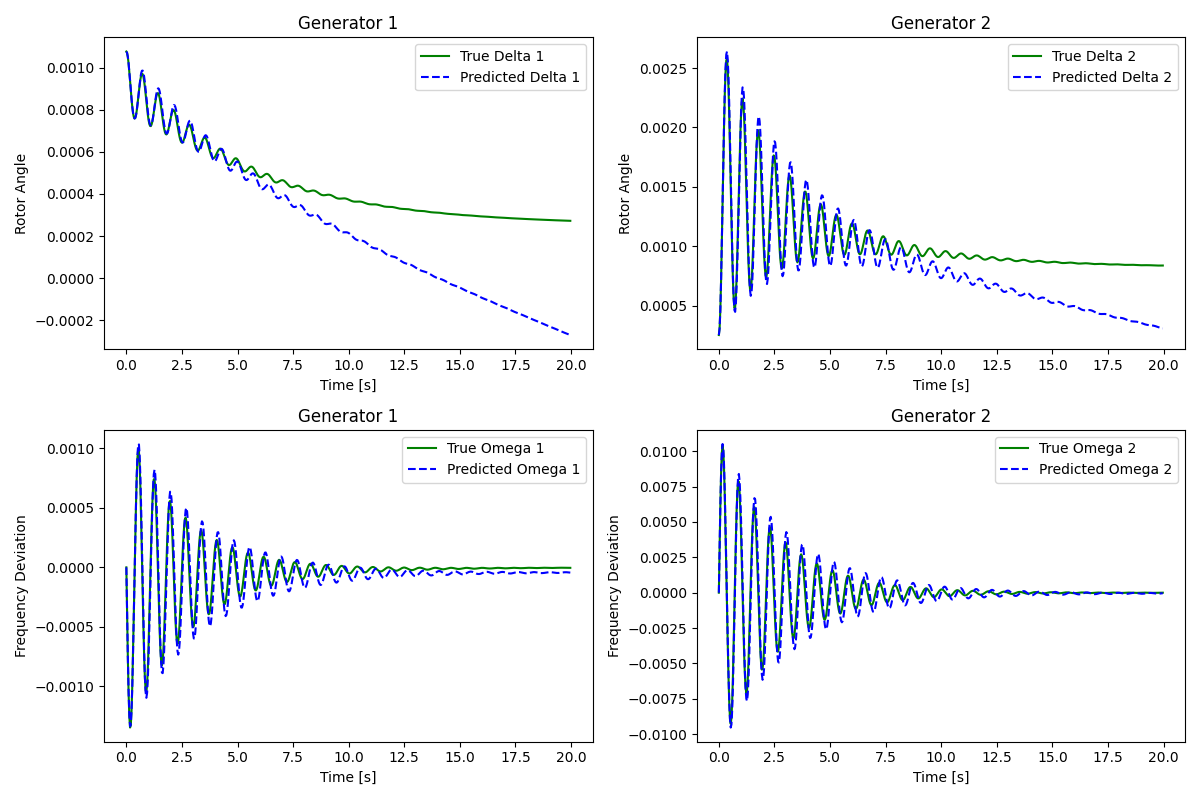 Generator 1
True Delta 1
Predicted Delta 1
0.0010
0.0008
0.0006
0.0004
0.0002
0.0000
−0.0002
Rotor Angle
0.0 2.5 5.0 7.5 10.0 12.5 15.0 17.5 20.0
Time [s]
Generator 2
True Delta 2
Predicted Delta 2
0.0025
0.0020
0.0015
0.0010
0.0005
Rotor Angle
0.0 2.5 5.0 7.5 10.0 12.5 15.0 17.5 20.0
Time [s]
Generator 1
True Omega 1
Predicted Omega 1
0.0010
0.0005
0.0000
−0.0005
−0.0010
Frequency Deviation
0.0 2.5 5.0 7.5 10.0 12.5 15.0 17.5 20.0
Time [s]
Generator 2
True Omega 2
Predicted Omega 2
0.0100
0.0075
0.0050
0.0025
0.0000
−0.0025
−0.0050
−0.0075
−0.0100
Frequency Deviation
0.0 2.5 5.0 7.5 10.0 12.5 15.0 17.5 20.0
Time [s]